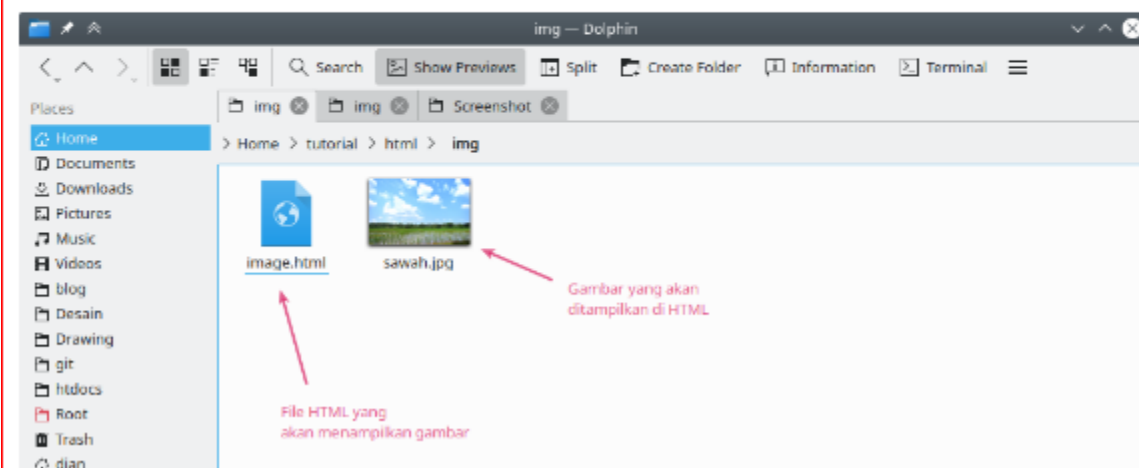 img — Dolphin
Search Show Previews Split Create Folder Information Terminal
Places
img img Screenshot
Home
> Home > tutorial > html > img
Documents
Downloads
Pictures
Music
Videos
blog
Desain
Drawing
git
htdocs
Root
Trash
dian
image.html
sawah.jpg
Gambar yang akan
ditampilkan di HTML
File HTML yang
akan menampilkan gambar